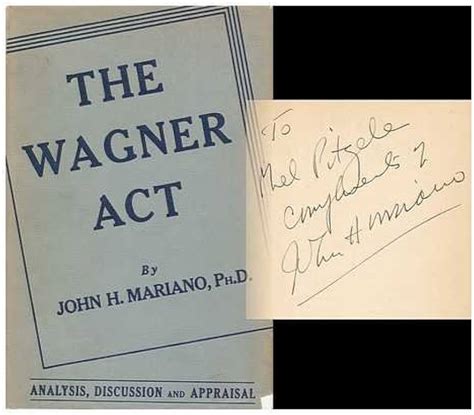 THE
WAGNER
ACT
By
JOHN H. MARIANO, PH.D.
ANALYSIS, DISCUSSION AND APPRAISAL
To
Mel Pitzele
Compliments of
John H Mariano